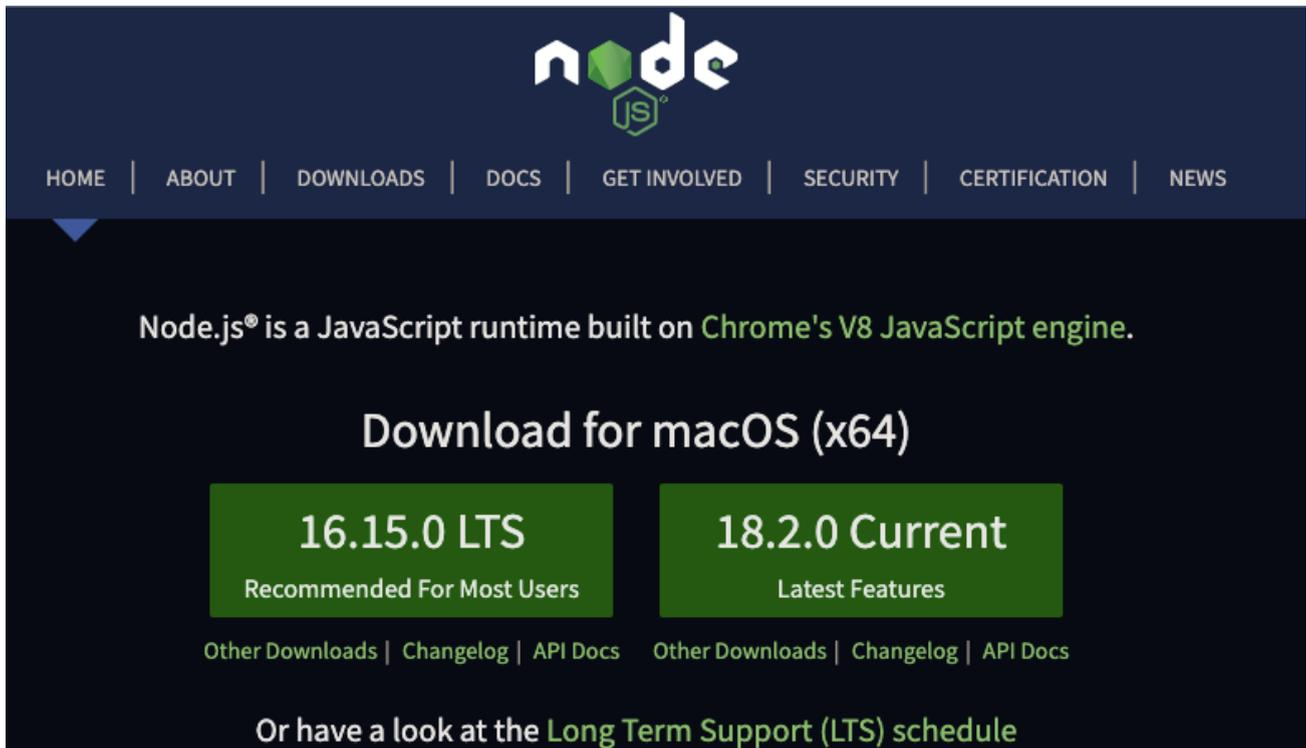 node
JS
HOME | ABOUT | DOWNLOADS | DOCS | GET INVOLVED | SECURITY | CERTIFICATION | NEWS
Node.js® is a JavaScript runtime built on Chrome's V8 JavaScript engine.
Download for macOS (x64)
16.15.0 LTS
Recommended For Most Users
Other Downloads | Changelog | API Docs
18.2.0 Current
Latest Features
Other Downloads | Changelog | API Docs
Or have a look at the Long Term Support (LTS) schedule